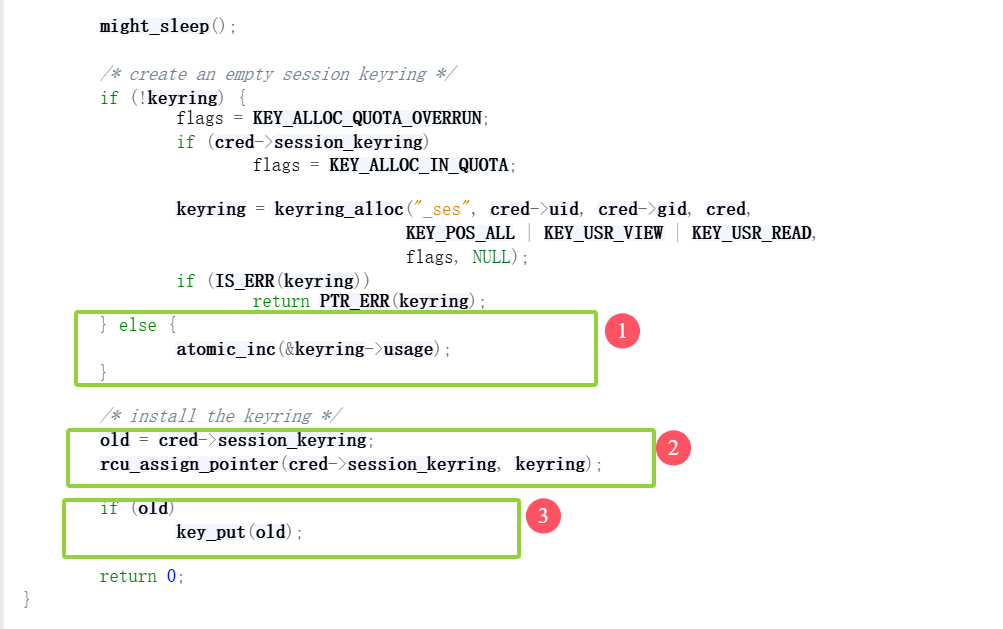 might_sleep();
/* create an empty session keyring */
if (!keyring) {
flags = KEY_ALLOC_QUOTA_OVERRUN;
if (cred->session_keyring)
flags = KEY_ALLOC_IN_QUOTA;
keyring = keyring_alloc("_ses", cred->uid, cred->gid, cred,
KEY_POS_ALL | KEY_USR_VIEW | KEY_USR_READ,
flags, NULL);
if (IS_ERR(keyring))
return PTR_ERR(keyring);
} else {
1
atomic_inc(&keyring->usage);
}
/* install the keyring */
old = cred->session_keyring;
2
rcu_assign_pointer(cred->session_keyring, keyring);
if (old)
3
key_put(old);
return 0;
}